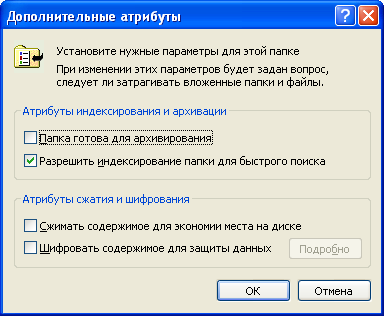 Дополнительные атрибуты
Установите нужные параметры для этой папке
При изменении этих параметров будет задан вопрос,
следует ли затрагивать вложенные папки и файлы.
Атрибуты индексирования и архивации
Папка готова для архивирования
Разрешить индексирование папки для быстрого поиска
Атрибуты сжатия и шифрования
Сжимать содержимое для экономии места на диске
Шифровать содержимое для защиты данных
Подробно
ОК
Отмена